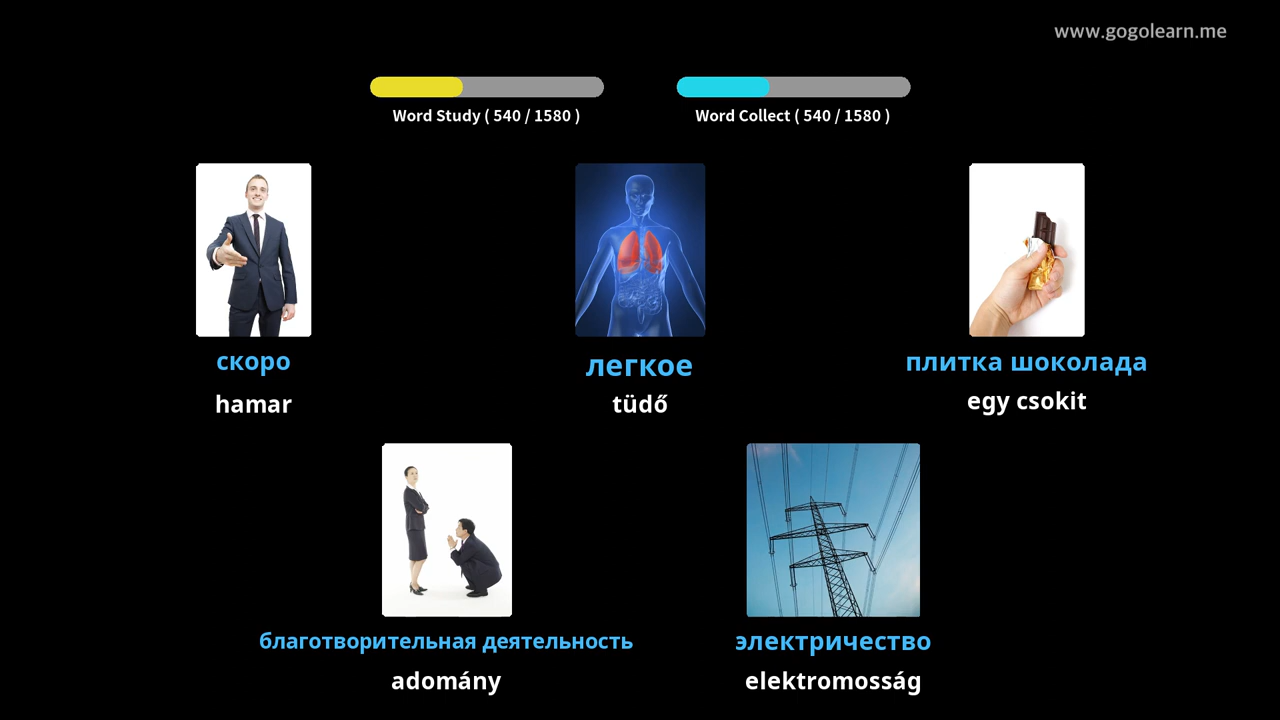 www.gogolearn.me
Word Study ( 540 / 1580 )
Word Collect ( 540 / 1580 )
скоро
hamar
легкое
tüdő
плитка шоколада
egy csokit
благотворительная деятельность
adomány
электричество
elektromosság